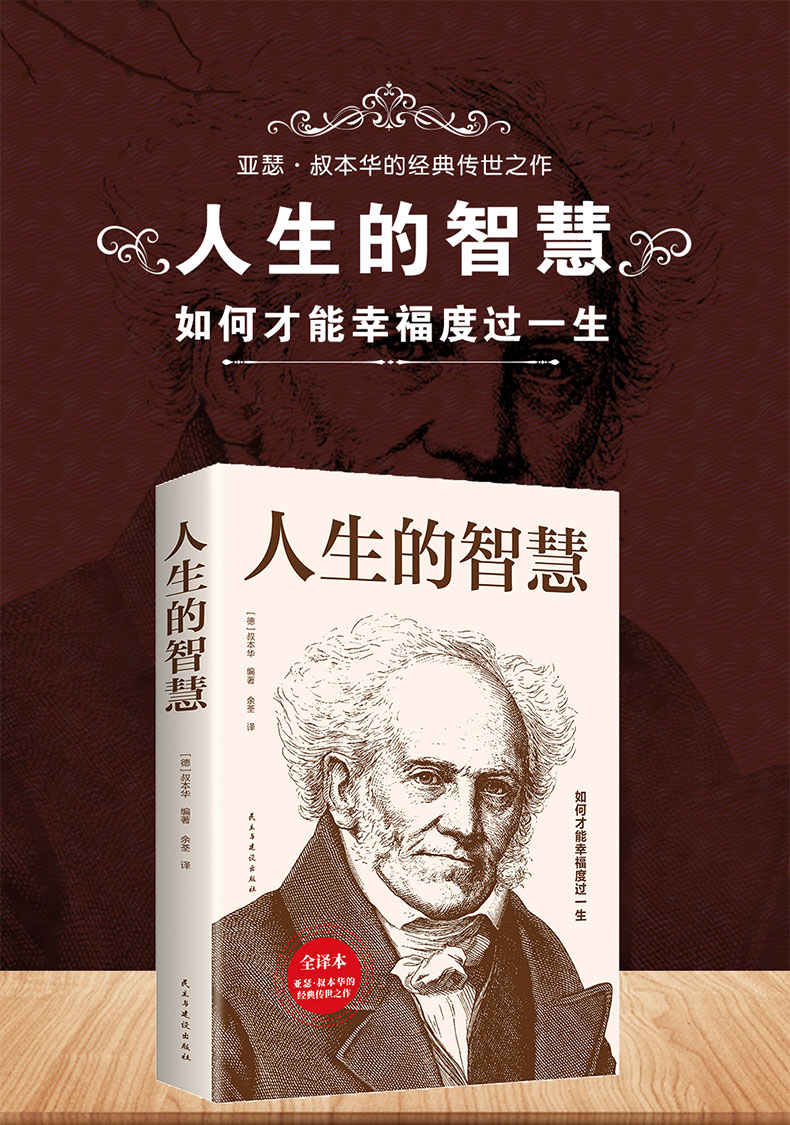 亚瑟·叔本华的经典传世之作
人生的智慧
如何才能幸福度过一生
人生的智慧
[德]叔本华 编著 余荃 译
民主与建设出版社
人生的智慧
[德]叔本华 编著 余荃 译
民主与建设出版社
如何才能幸福度过一生
全译本
亚瑟·叔本华的
经典传世之作